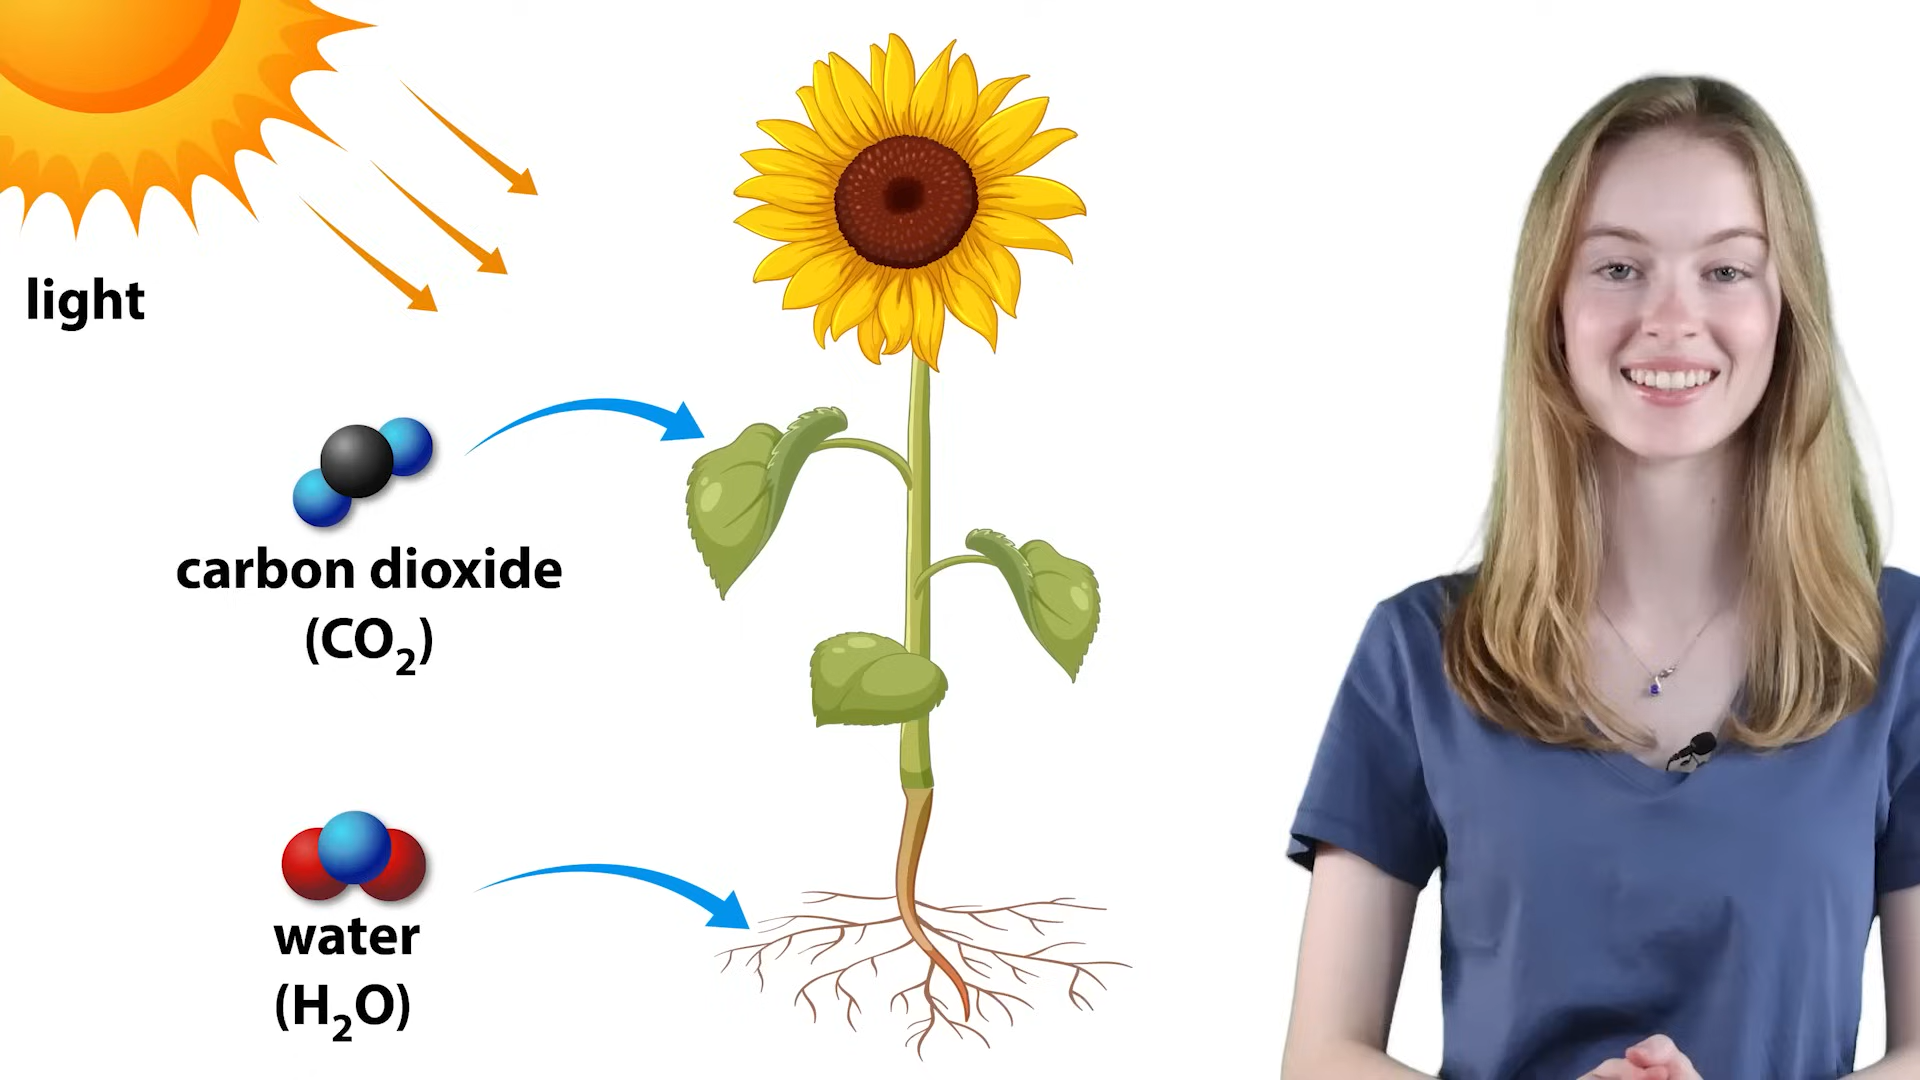 light
carbon dioxide
(CO₂)
water
(H₂O)